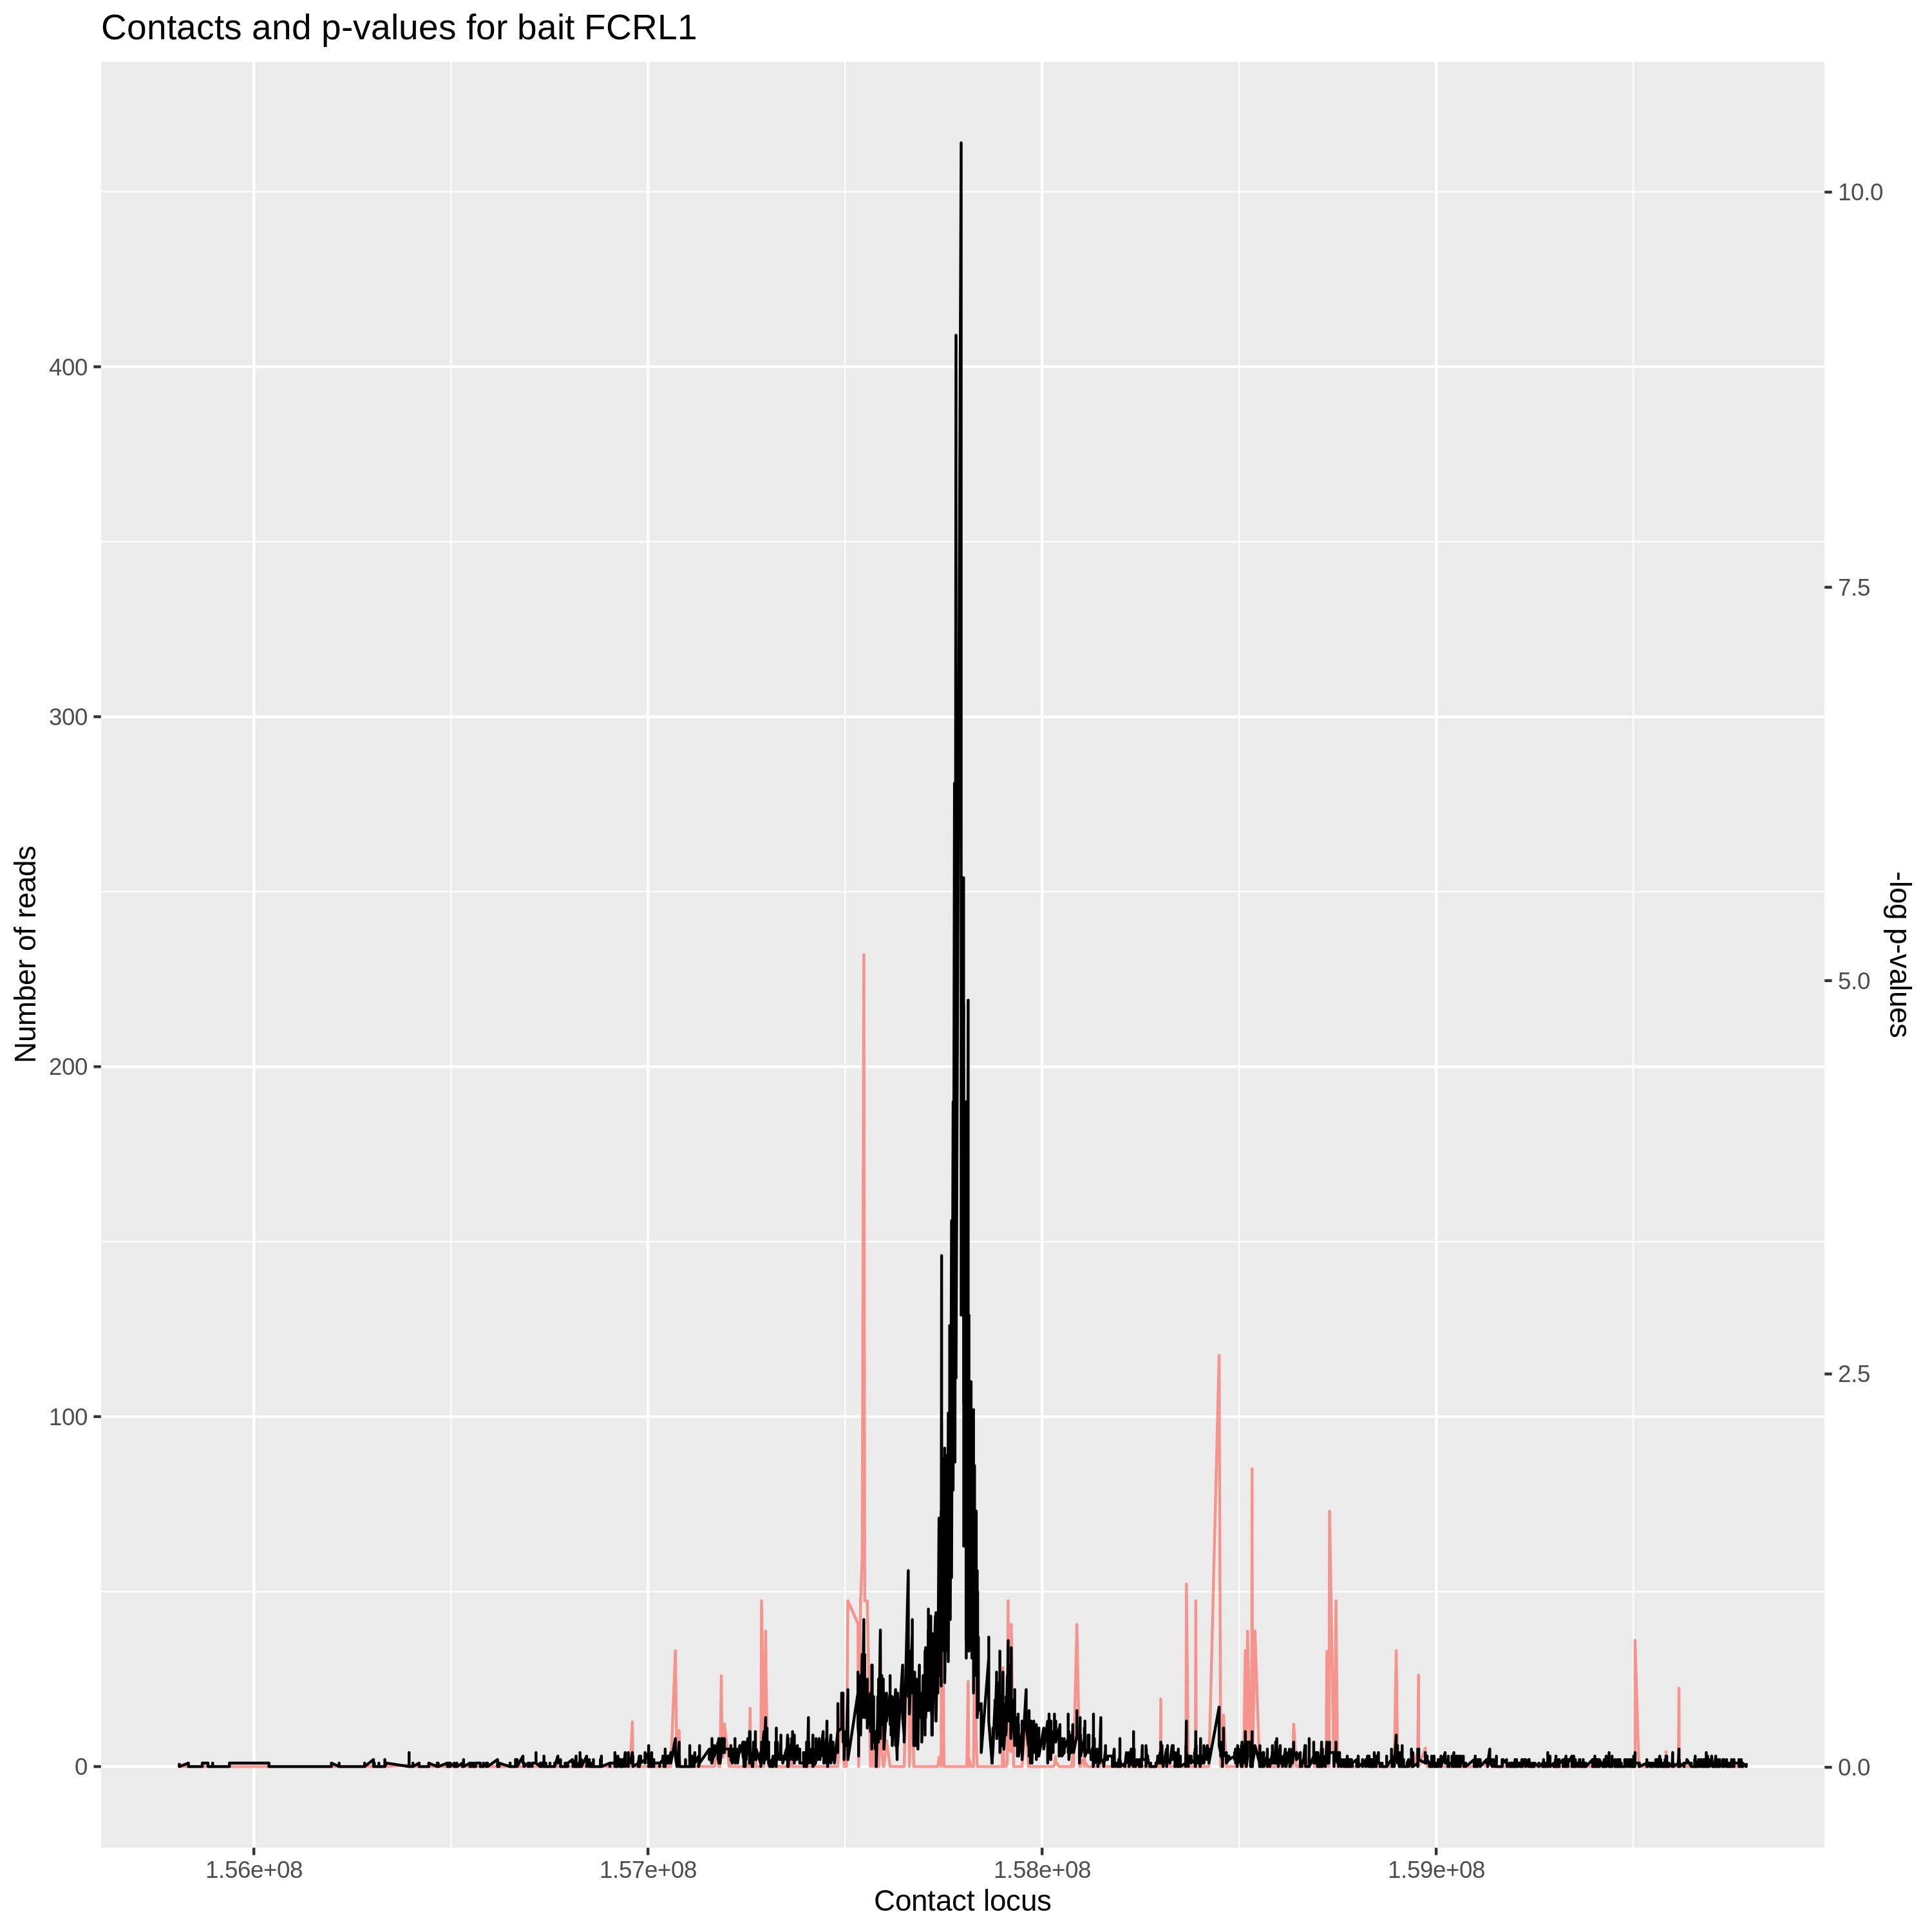 Contacts and p-values for bait FCRL1
Number of reads
400
300
200
100
0
10.0
7.5
5.0
2.5
0.0
-log p-values
1.56e+08
1.57e+08
1.58e+08
1.59e+08
Contact locus